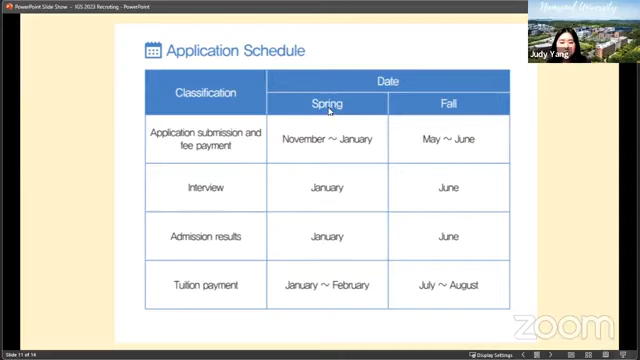 PowerPoint Slide Show - IGS 2023 Recruting - PowerPoint
Judy Yang
Application Schedule
Classification
Date
Spring
Fall
Application submission and
fee payment
November ~ January
May ~ June
Interview
January
June
Admission results
January
June
Tuition payment
January ~ February
July ~ August
zoom
Slide 11 of 14
Display Settings